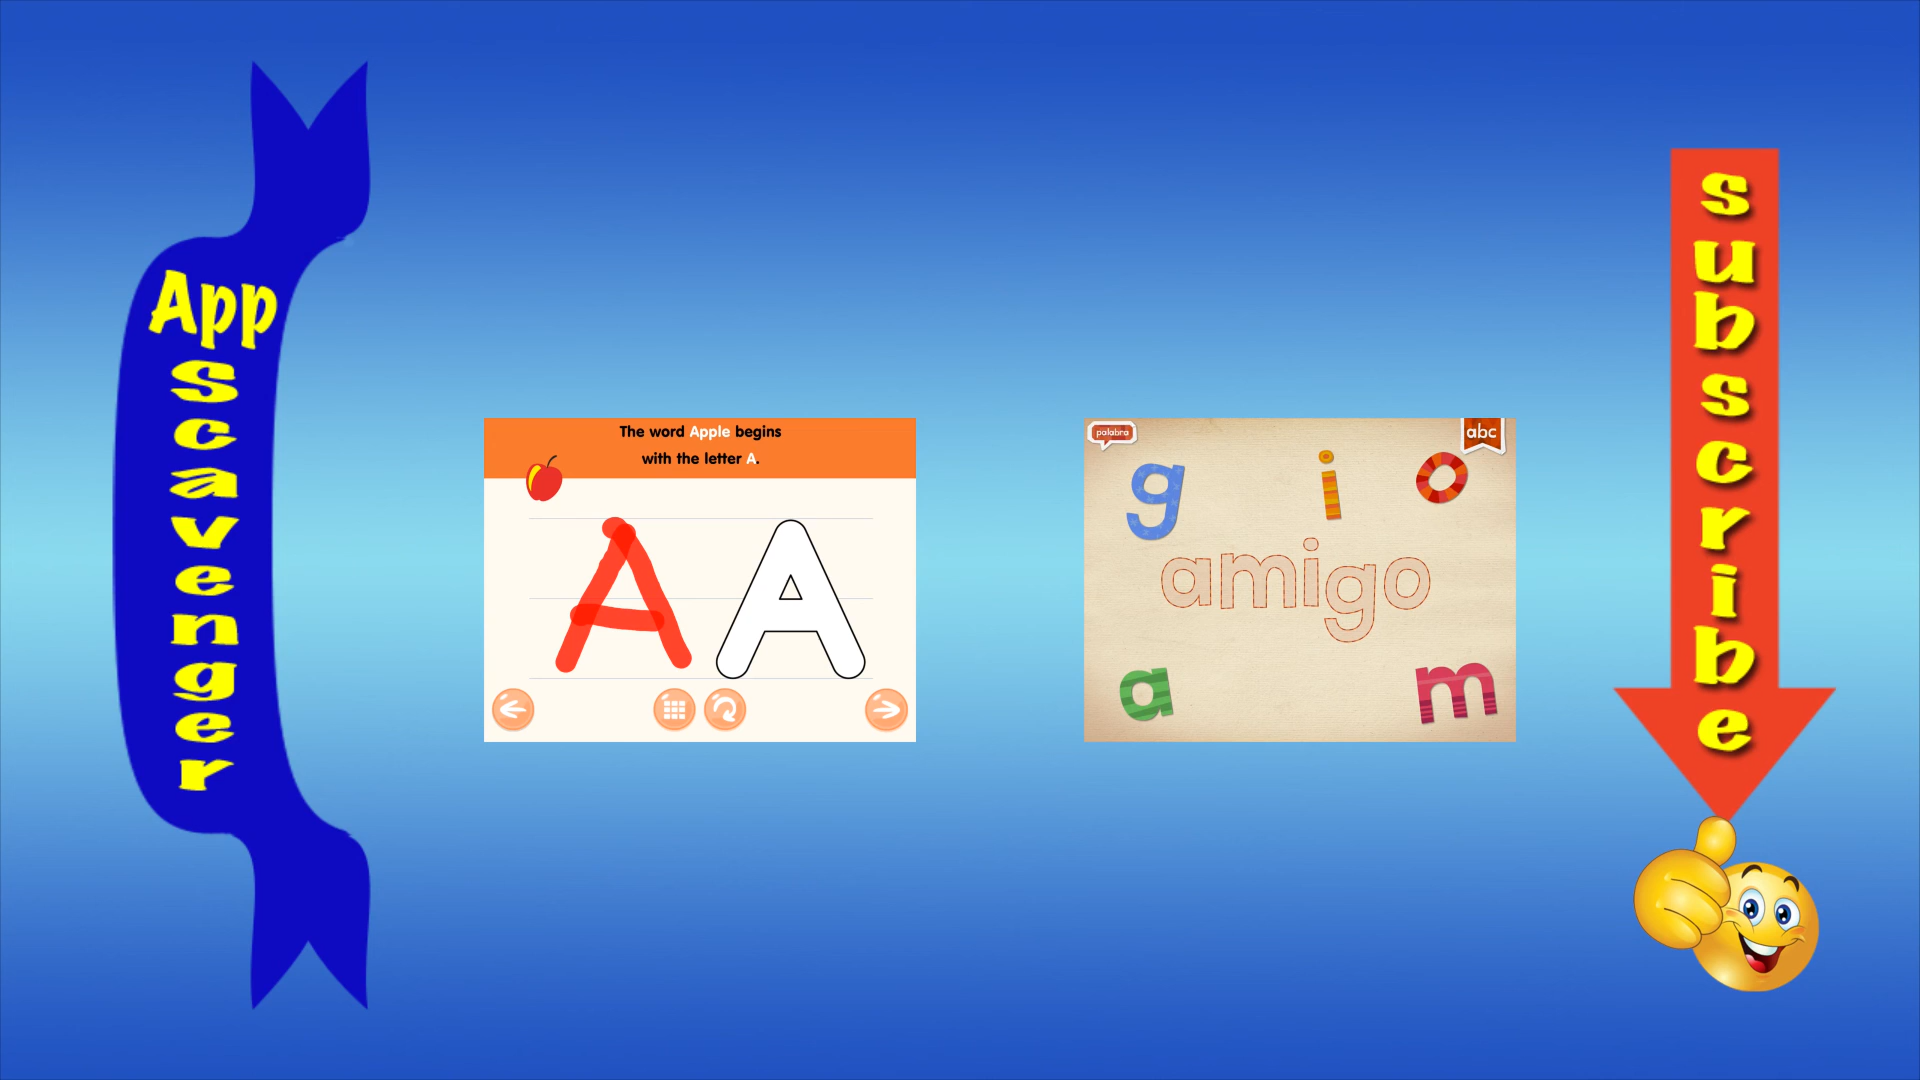 App
Scavenger
The word Apple begins
with the letter A.
A A
palabra
abc
g i o
amigo
a m
subscribe